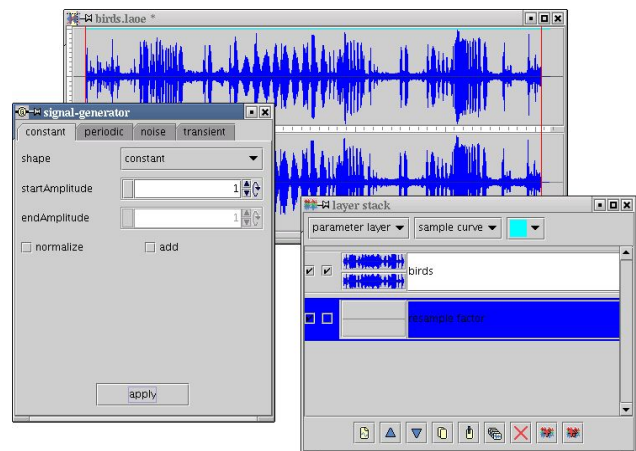 birds.laoe *
signal-generator
constant periodic noise transient
shape constant
startAmplitude 1
endAmplitude 1
normalize add
apply
layer stack
parameter layer sample curve
birds
resample factor